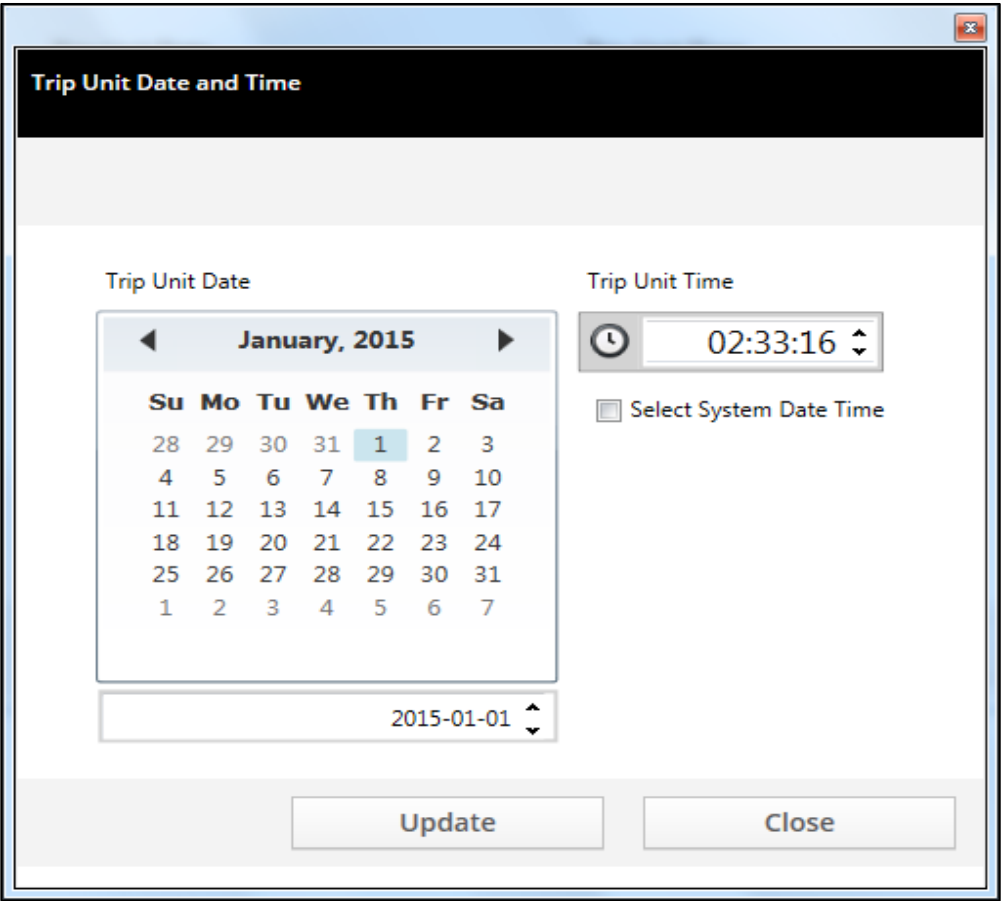 Trip Unit Date and Time
Trip Unit Date
Trip Unit Time
January, 2015
02:33:16
Select System Date Time
Su Mo Tu We Th Fr Sa
28 29 30 31 1 2 3
4 5 6 7 8 9 10
11 12 13 14 15 16 17
18 19 20 21 22 23 24
25 26 27 28 29 30 31
1 2 3 4 5 6 7
2015-01-01
Update
Close